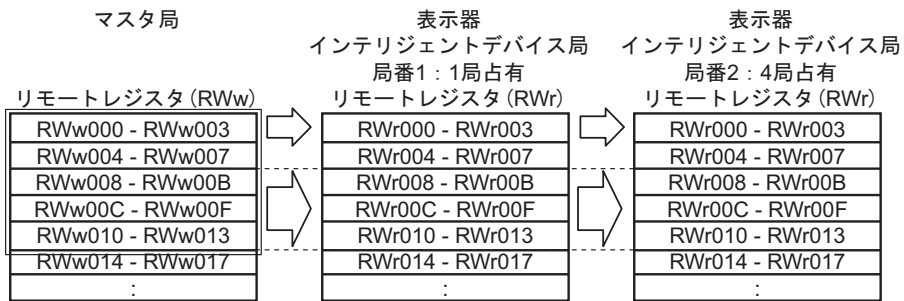 マスタ局
リモートレジスタ(RWw)
RWw000 - RWw003
RWw004 - RWw007
RWw008 - RWw00B
RWw00C - RWw00F
RWw010 - RWw013
RWw014 - RWw017
:
表示器
インテリジェントデバイス局
局番1：1局占有
リモートレジスタ(RWr)
RWr000 - RWr003
RWr004 - RWr007
RWr008 - RWr00B
RWr00C - RWr00F
RWr010 - RWr013
RWr014 - RWr017
:
表示器
インテリジェントデバイス局
局番2：4局占有
リモートレジスタ(RWr)
RWr000 - RWr003
RWr004 - RWr007
RWr008 - RWr00B
RWr00C - RWr00F
RWr010 - RWr013
RWr014 - RWr017
: